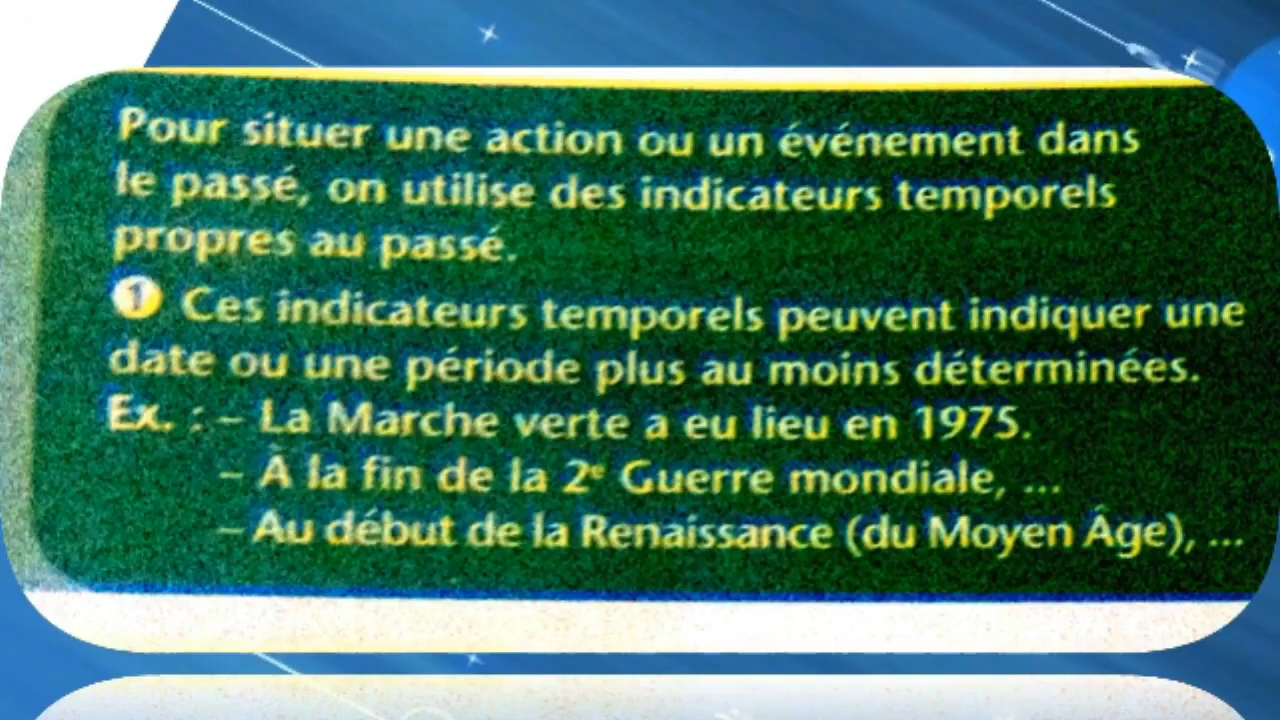 Pour situer une action ou un événement dans
le passé, on utilise des indicateurs temporels
propres au passé.
1 Ces indicateurs temporels peuvent indiquer une
date ou une période plus au moins déterminées.
Ex. : – La Marche verte a eu lieu en 1975.
– À la fin de la 2e Guerre mondiale, ...
– Au début de la Renaissance (du Moyen Âge), ...